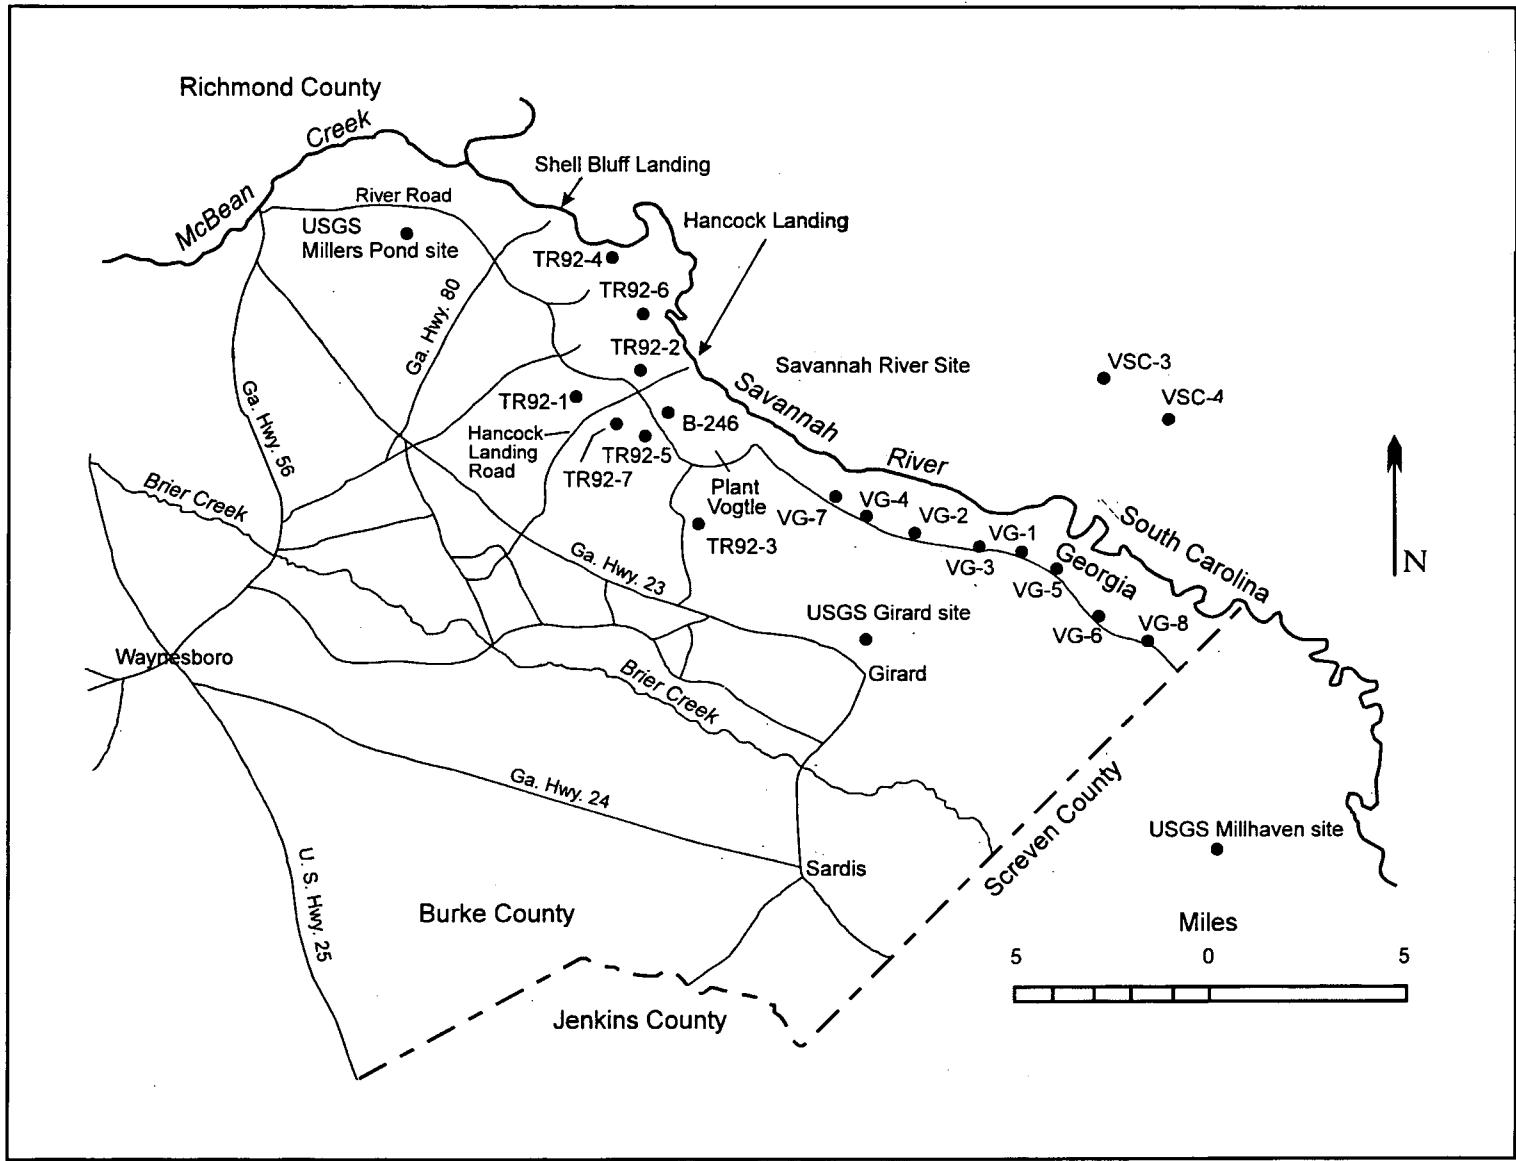 Richmond County
Creek
McBean
Shell Bluff Landing
River Road
USGS
Millers Pond site
Hancock Landing
TR92-4
TR92-6
Ga. Hwy. 80
TR92-2
Savannah River Site
VSC-3
VSC-4
Savannah
River
TR92-1
Ga. Hwy. 56
Hancock
Landing
Road
B-246
TR92-5
TR92-7
Plant
Vogtle
Brier Creek
VG-7
VG-4
VG-2
VG-1
VG-3
South Carolina
Georgia
N
TR92-3
Ga. Hwy. 23
VG-5
USGS Girard site
VG-6
VG-8
Waynesboro
Girard
Brier Creek
Ga. Hwy. 24
Screven County
USGS Millhaven site
Sardis
U. S. Hwy. 25
Burke County
Miles
5 0 5
Jenkins County